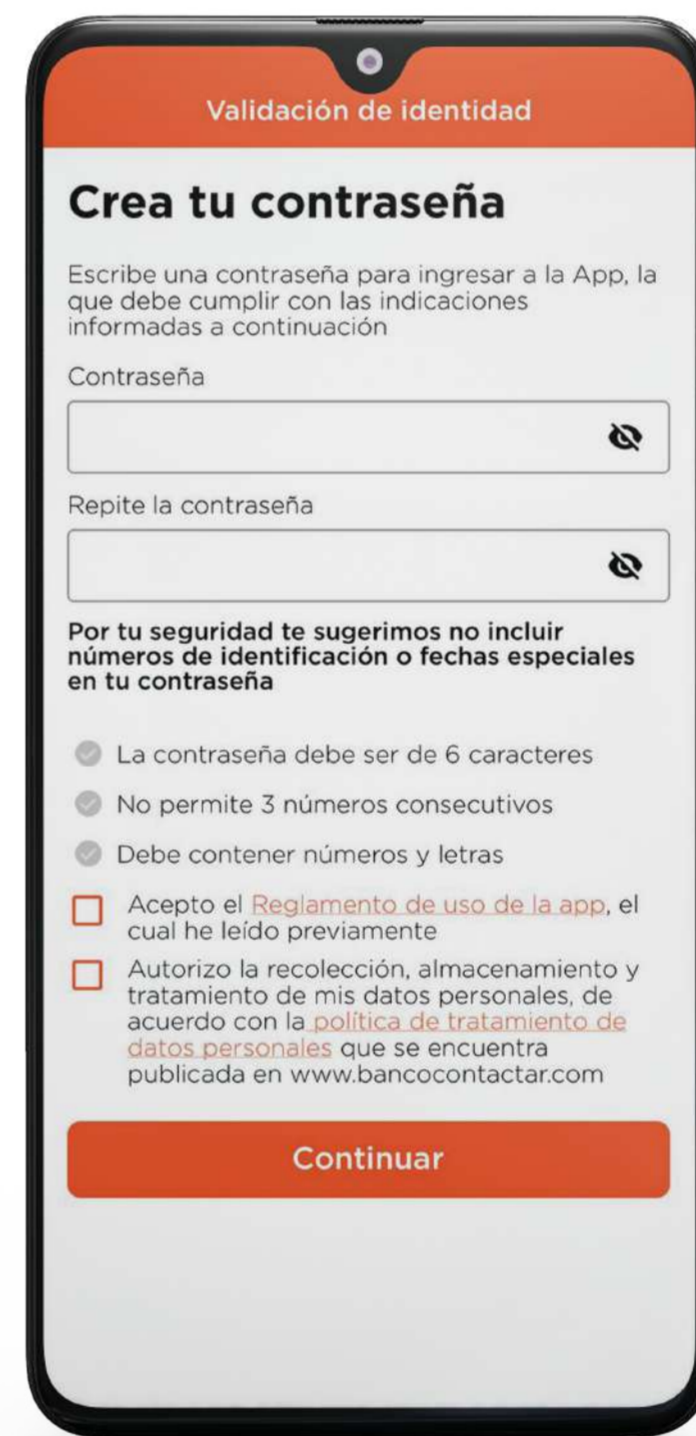 Validación de identidad
Crea tu contraseña
Escribe una contraseña para ingresar a la App, la
que debe cumplir con las indicaciones
informadas a continuación
Contraseña
Repite la contraseña
Por tu seguridad te sugerimos no incluir
números de identificación o fechas especiales
en tu contraseña
La contraseña debe ser de 6 caracteres
No permite 3 números consecutivos
Debe contener números y letras
Acepto el Reglamento de uso de la app, el
cual he leído previamente
Autorizo la recolección, almacenamiento y
tratamiento de mis datos personales, de
acuerdo con la política de tratamiento de
datos personales que se encuentra
publicada en www.bancocontactar.com
Continuar